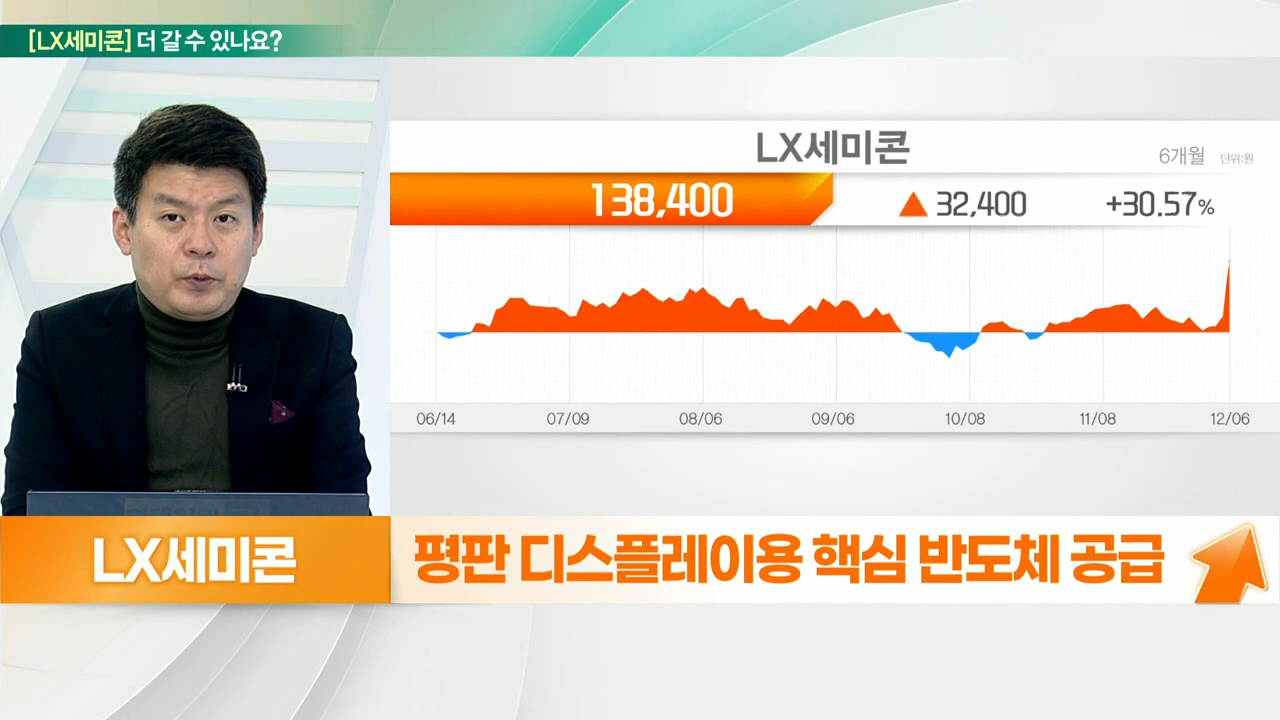 [LX세미콘] 더 갈 수 있나요?
LX세미콘
6개월 단위:원
138,400 ▲ 32,400 +30.57%
06/14 07/09 08/06 09/06 10/08 11/08 12/06
LX세미콘
평판 디스플레이용 핵심 반도체 공급